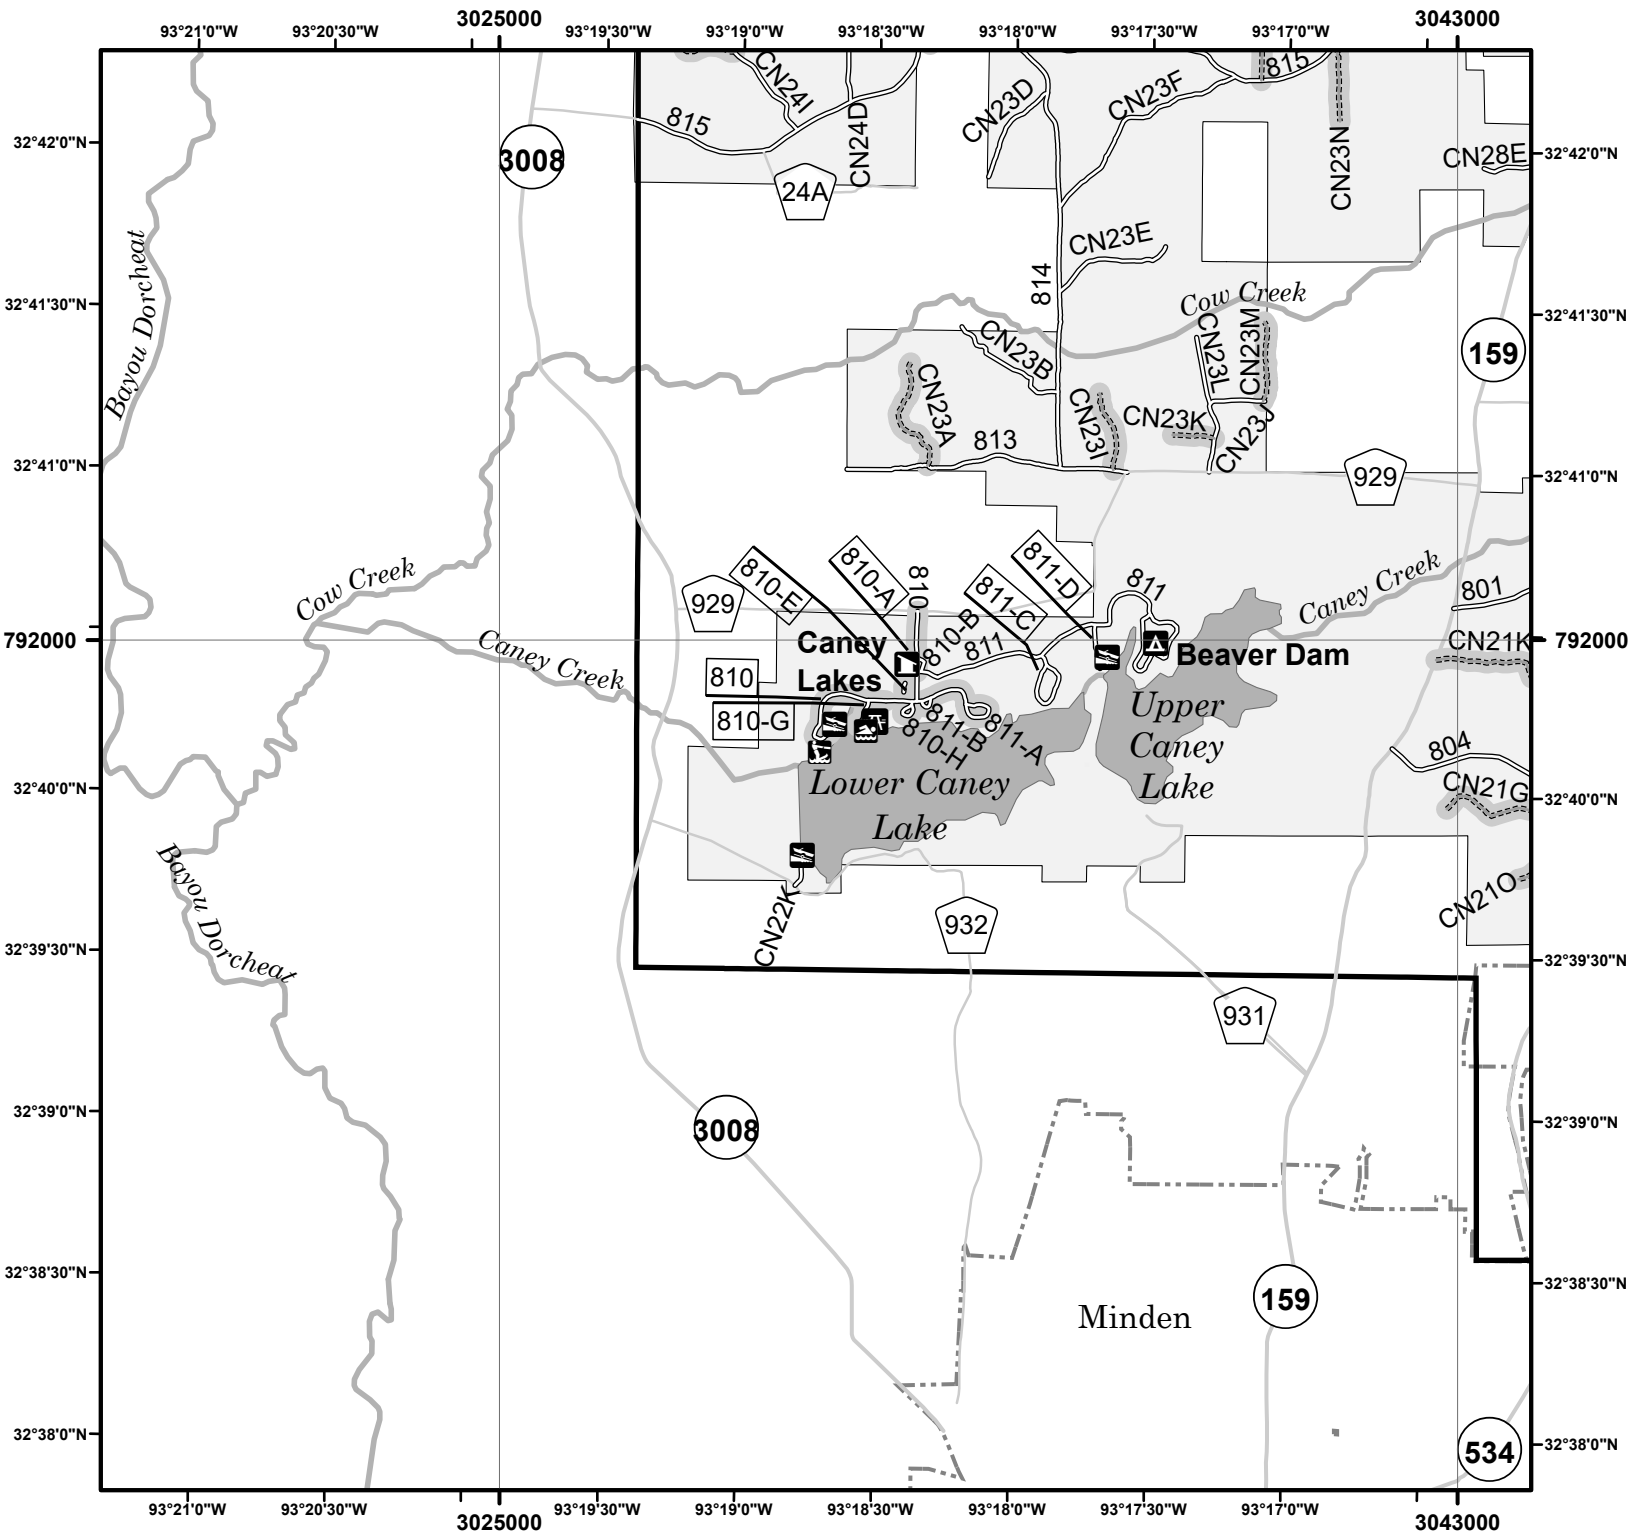 3025000
3043000
93°21'0"W
93°20'30"W
93°19'30"W
93°19'0"W
93°18'30"W
93°18'0"W
93°17'30"W
93°17'0"W
32°42'0"N
32°41'30"N
32°41'0"N
792000
32°40'0"N
32°39'30"N
32°39'0"N
32°38'30"N
32°38'0"N
CN24I
815
CN24D
3008
24A
CN23D
CN23F
815
CN23N
CN28E
CN23E
814
Bayou Dorcheat
Cow Creek
CN23B
CN23L
CN23M
159
CN23A
CN23I
CN23K
CN23J
813
929
Cow Creek
929
810-E
810-A
810
810-B
811-C
811-D
811
811
Caney Creek
801
Caney Creek
Caney
Lakes
Beaver Dam
CN21K
810
810-G
811-B
810-H
811-A
Upper
Caney
Lake
804
CN21G
Lower Caney
Lake
Bayou Dorcheat
CN22K
932
CN21O
931
3008
159
Minden
534
32°42'0"N
32°41'30"N
32°41'0"N
792000
32°40'0"N
32°39'30"N
32°39'0"N
32°38'30"N
32°38'0"N
93°21'0"W
93°20'30"W
93°19'30"W
93°19'0"W
93°18'30"W
93°18'0"W
93°17'30"W
93°17'0"W
3025000
3043000